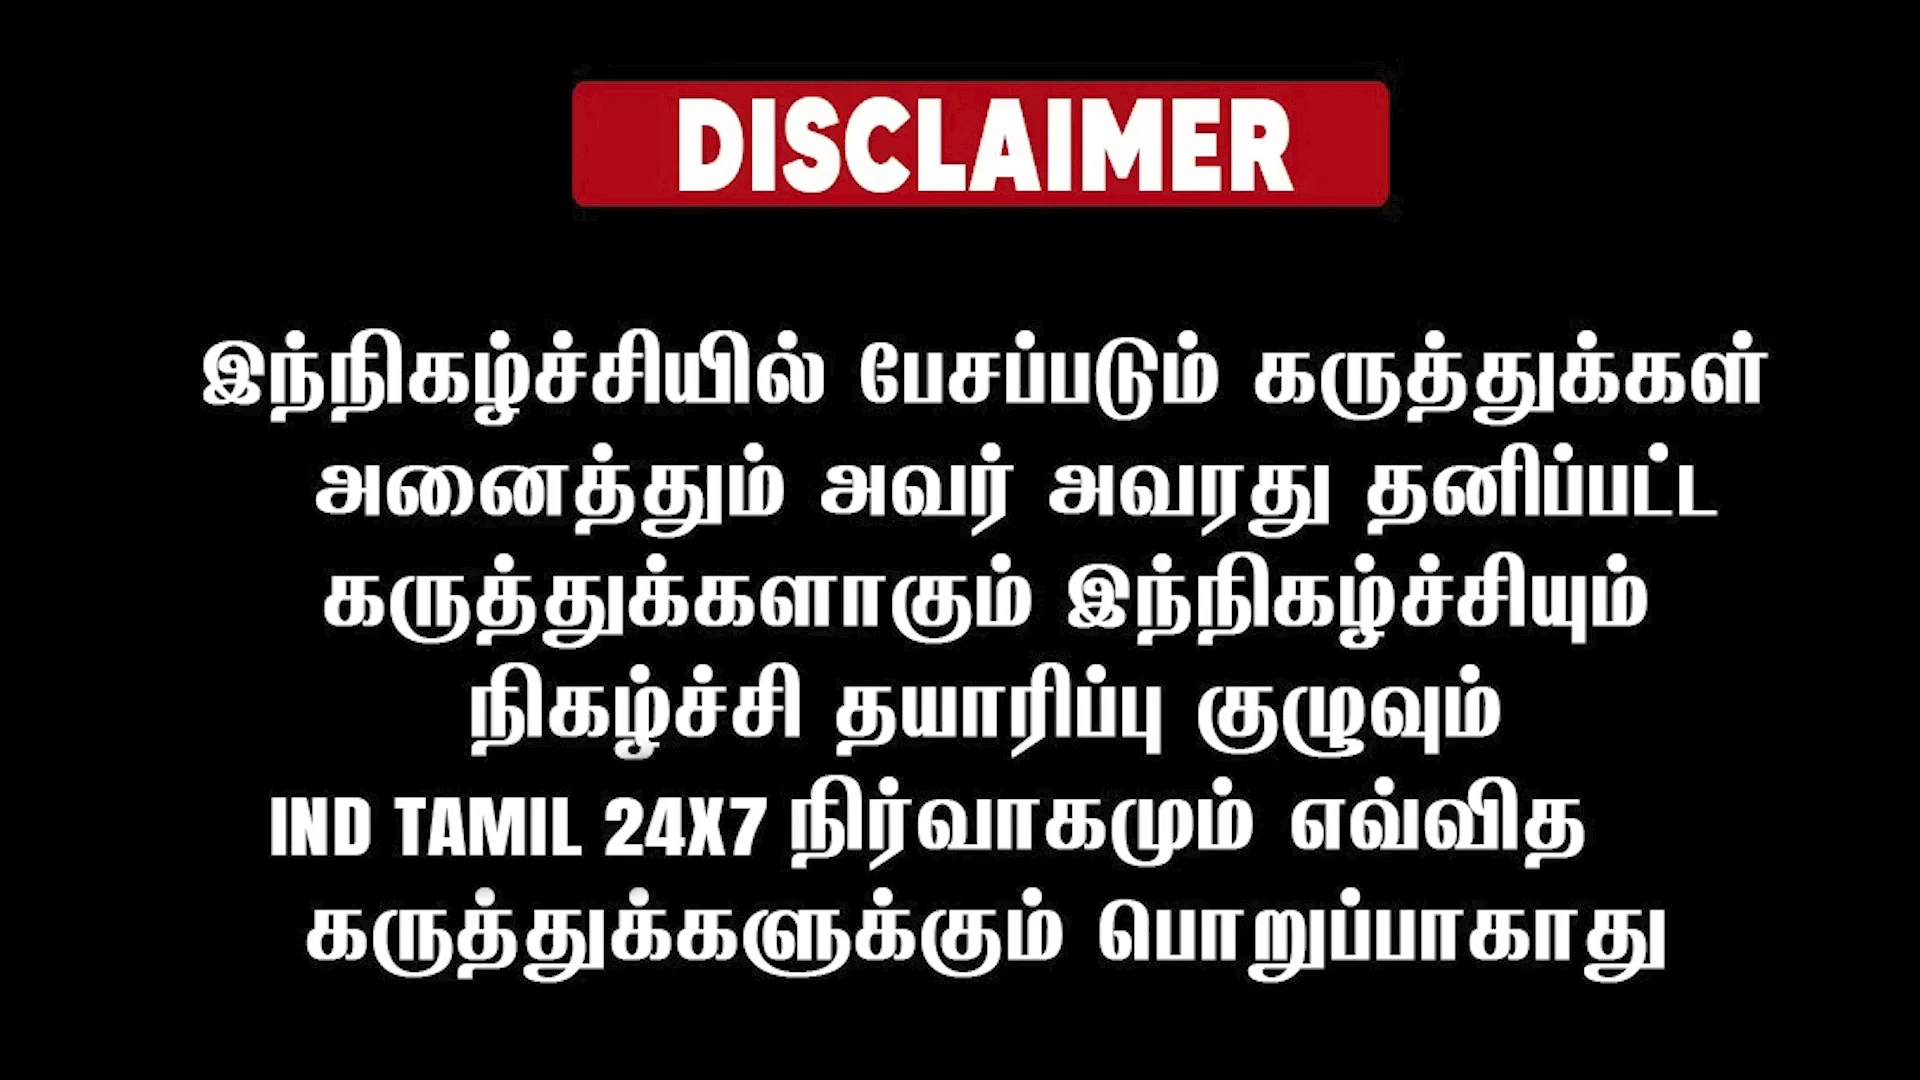 DISCLAIMER
இந்நிகழ்ச்சியில் பேசப்படும் கருத்துக்கள்
அனைத்தும் அவர் அவரது தனிப்பட்ட
கருத்துக்களாகும் இந்நிகழ்ச்சியும்
நிகழ்ச்சி தயாரிப்பு குழுவும்
IND TAMIL 24X7 நிர்வாகமும் எவ்வித
கருத்துக்களுக்கும் பொறுப்பாகாது